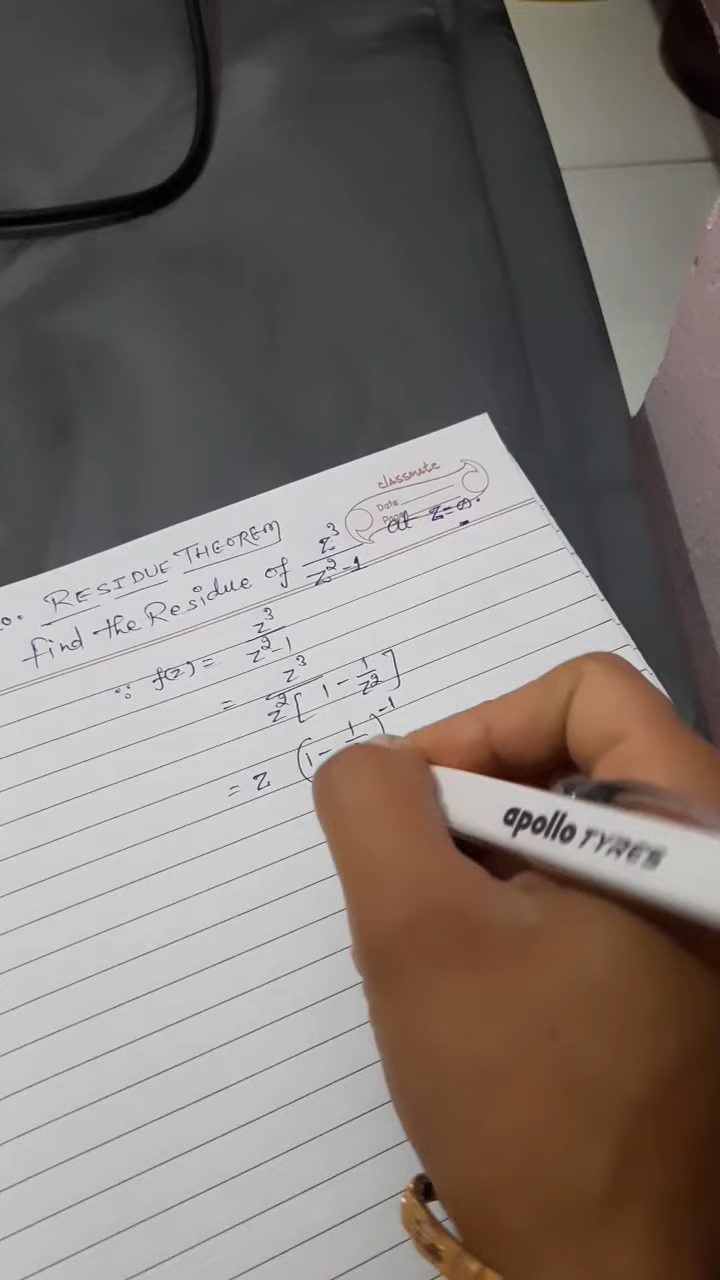 classmate
Date
Page
RESIDUE THEOREM
find the Residue of z³/(z²-1) at z=∞.
∵ f(z) = z³/(z²-1)
= z³/(z²[1 - 1/z²])
= z (1 - 1/ )⁻¹
apollo TYRES